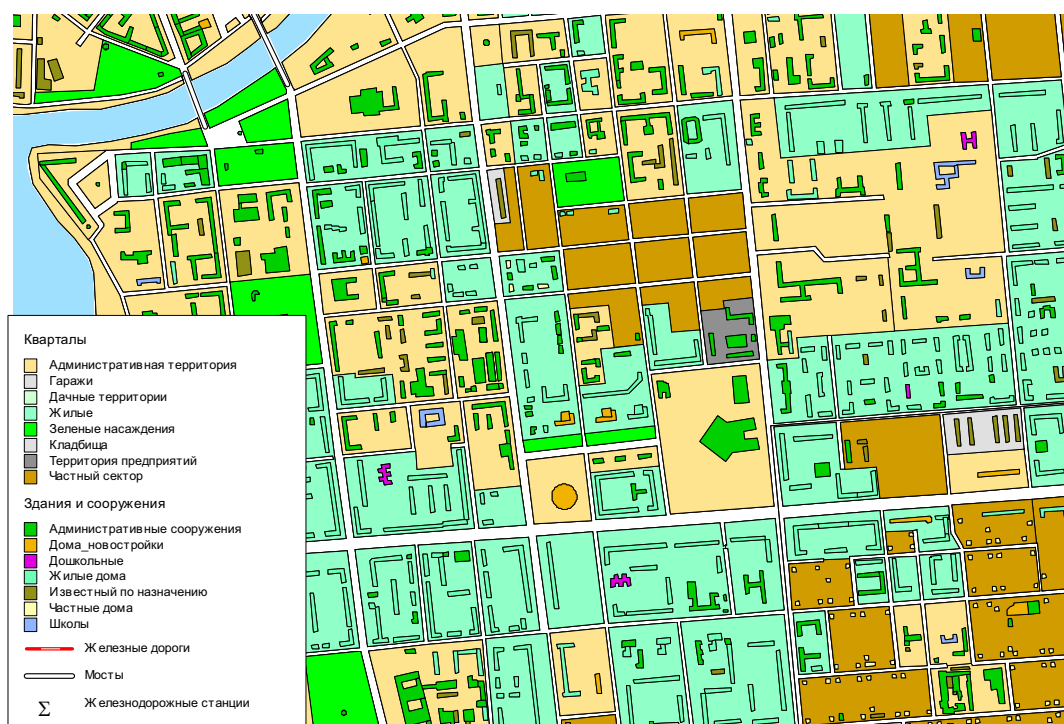 Кварталы
Административная территория
Гаражи
Дачные территории
Жилые
Зеленые насаждения
Кладбища
Территория предприятий
Частный сектор
Здания и сооружения
Административные сооружения
Дома_новостройки
Дошкольные
Жилые дома
Известный по назначению
Частные дома
Школы
Железные дороги
Мосты
Σ Железнодорожные станции